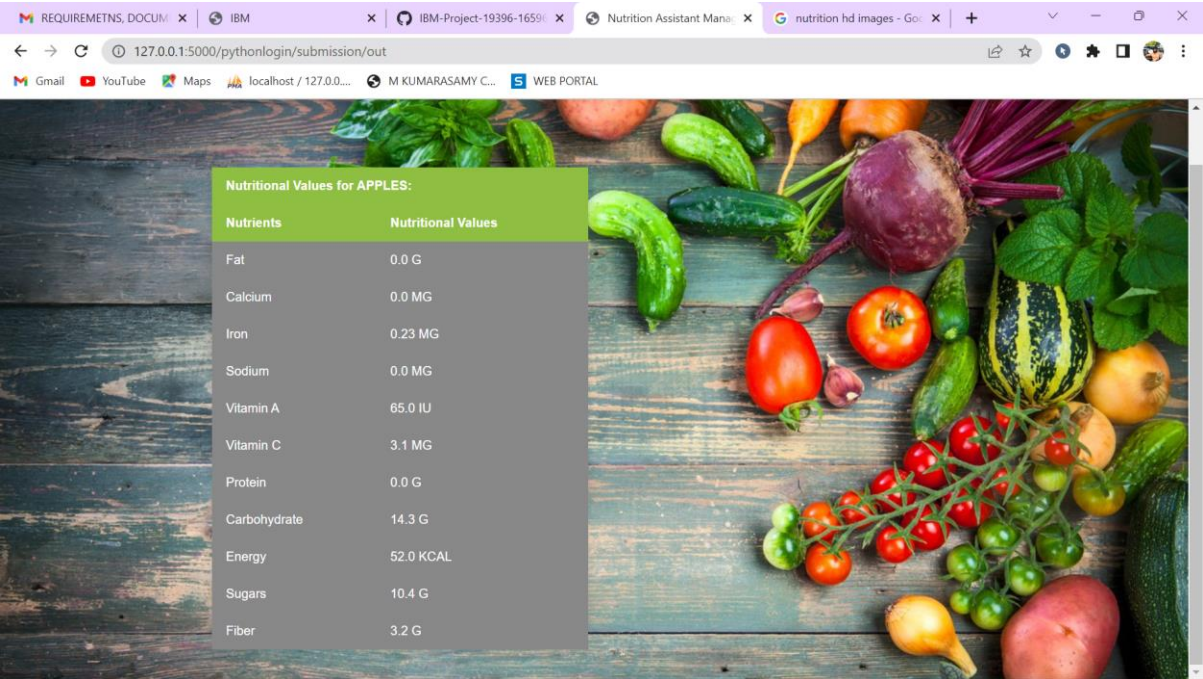 REQUIREMETNS, DOCUM
IBM
IBM-Project-19396-1659
Nutrition Assistant Manag
nutrition hd images - Goo
127.0.0.1:5000/pythonlogin/submission/out
Gmail
YouTube
Maps
localhost / 127.0.0....
M KUMARASAMY C...
WEB PORTAL
Nutritional Values for APPLES:
Nutrients Nutritional Values
Fat 0.0 G
Calcium 0.0 MG
Iron 0.23 MG
Sodium 0.0 MG
Vitamin A 65.0 IU
Vitamin C 3.1 MG
Protein 0.0 G
Carbohydrate 14.3 G
Energy 52.0 KCAL
Sugars 10.4 G
Fiber 3.2 G